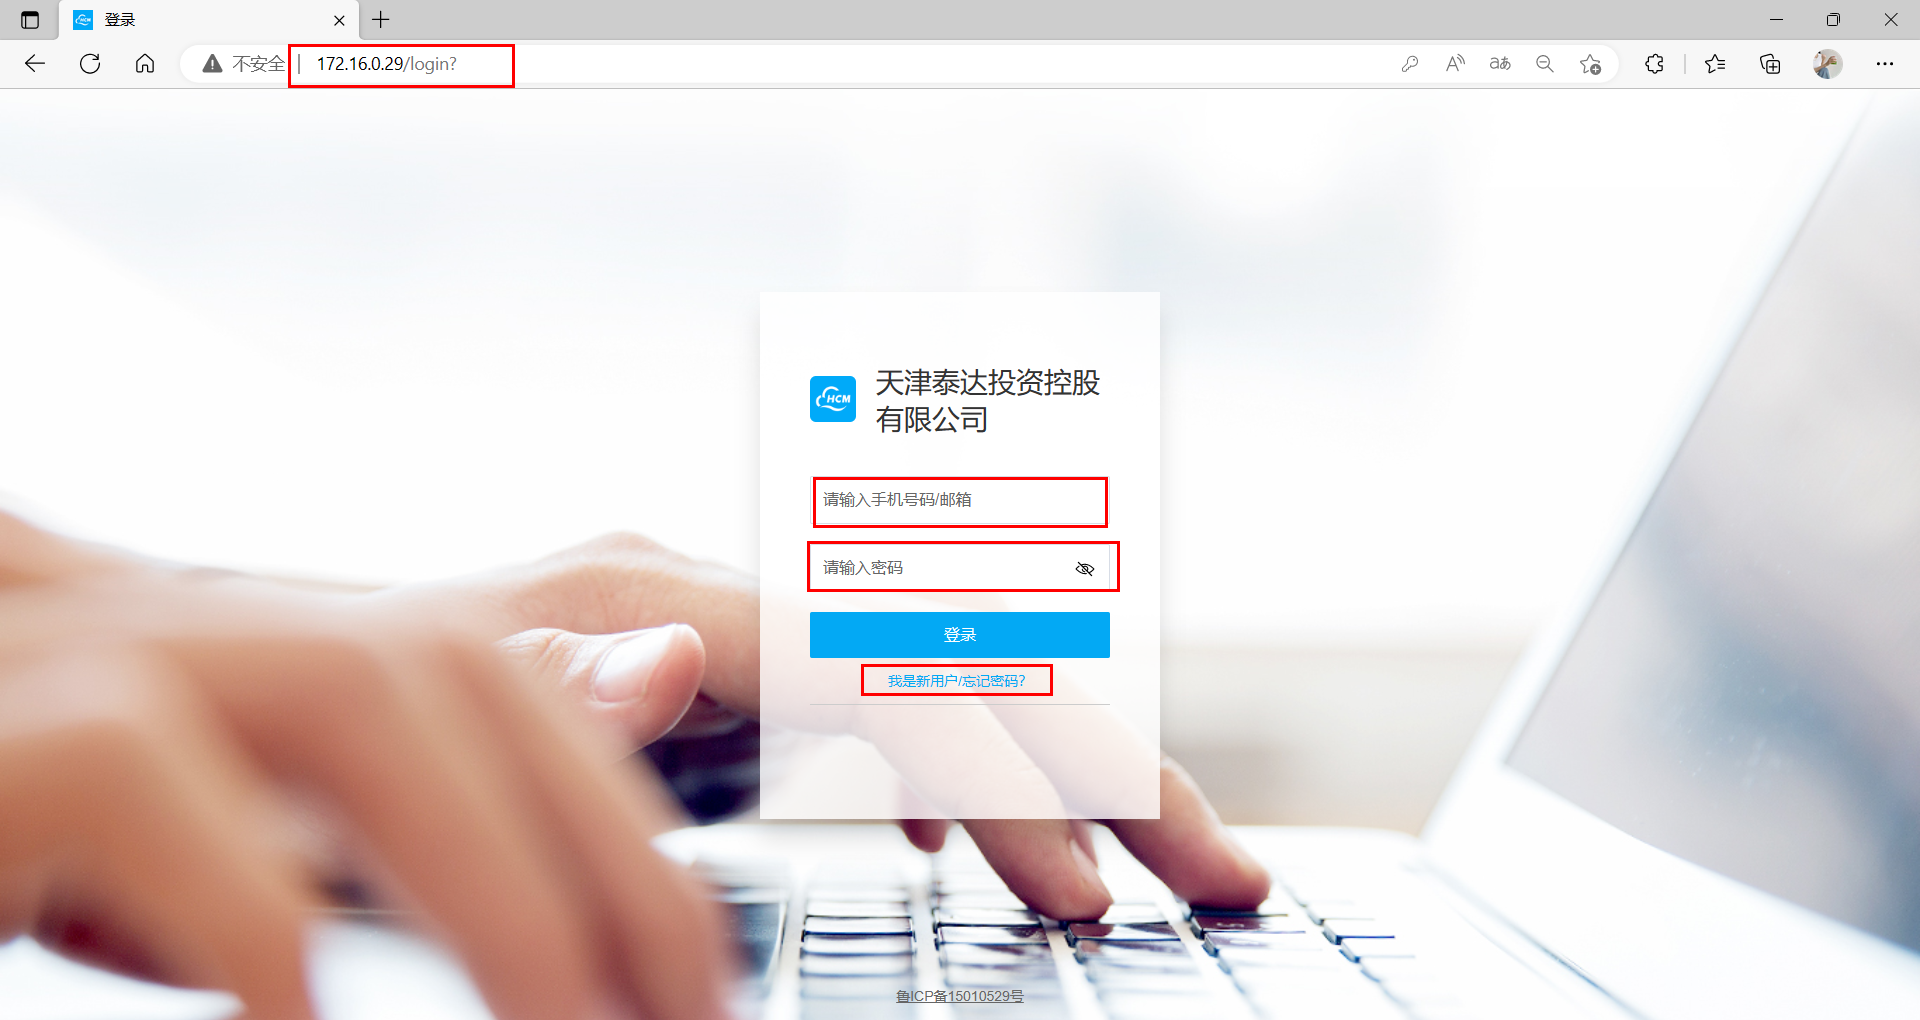 登录
不安全
172.16.0.29/login?
HCM
天津泰达投资控股
有限公司
请输入手机号码/邮箱
请输入密码
登录
我是新用户/忘记密码?
鲁ICP备15010529号